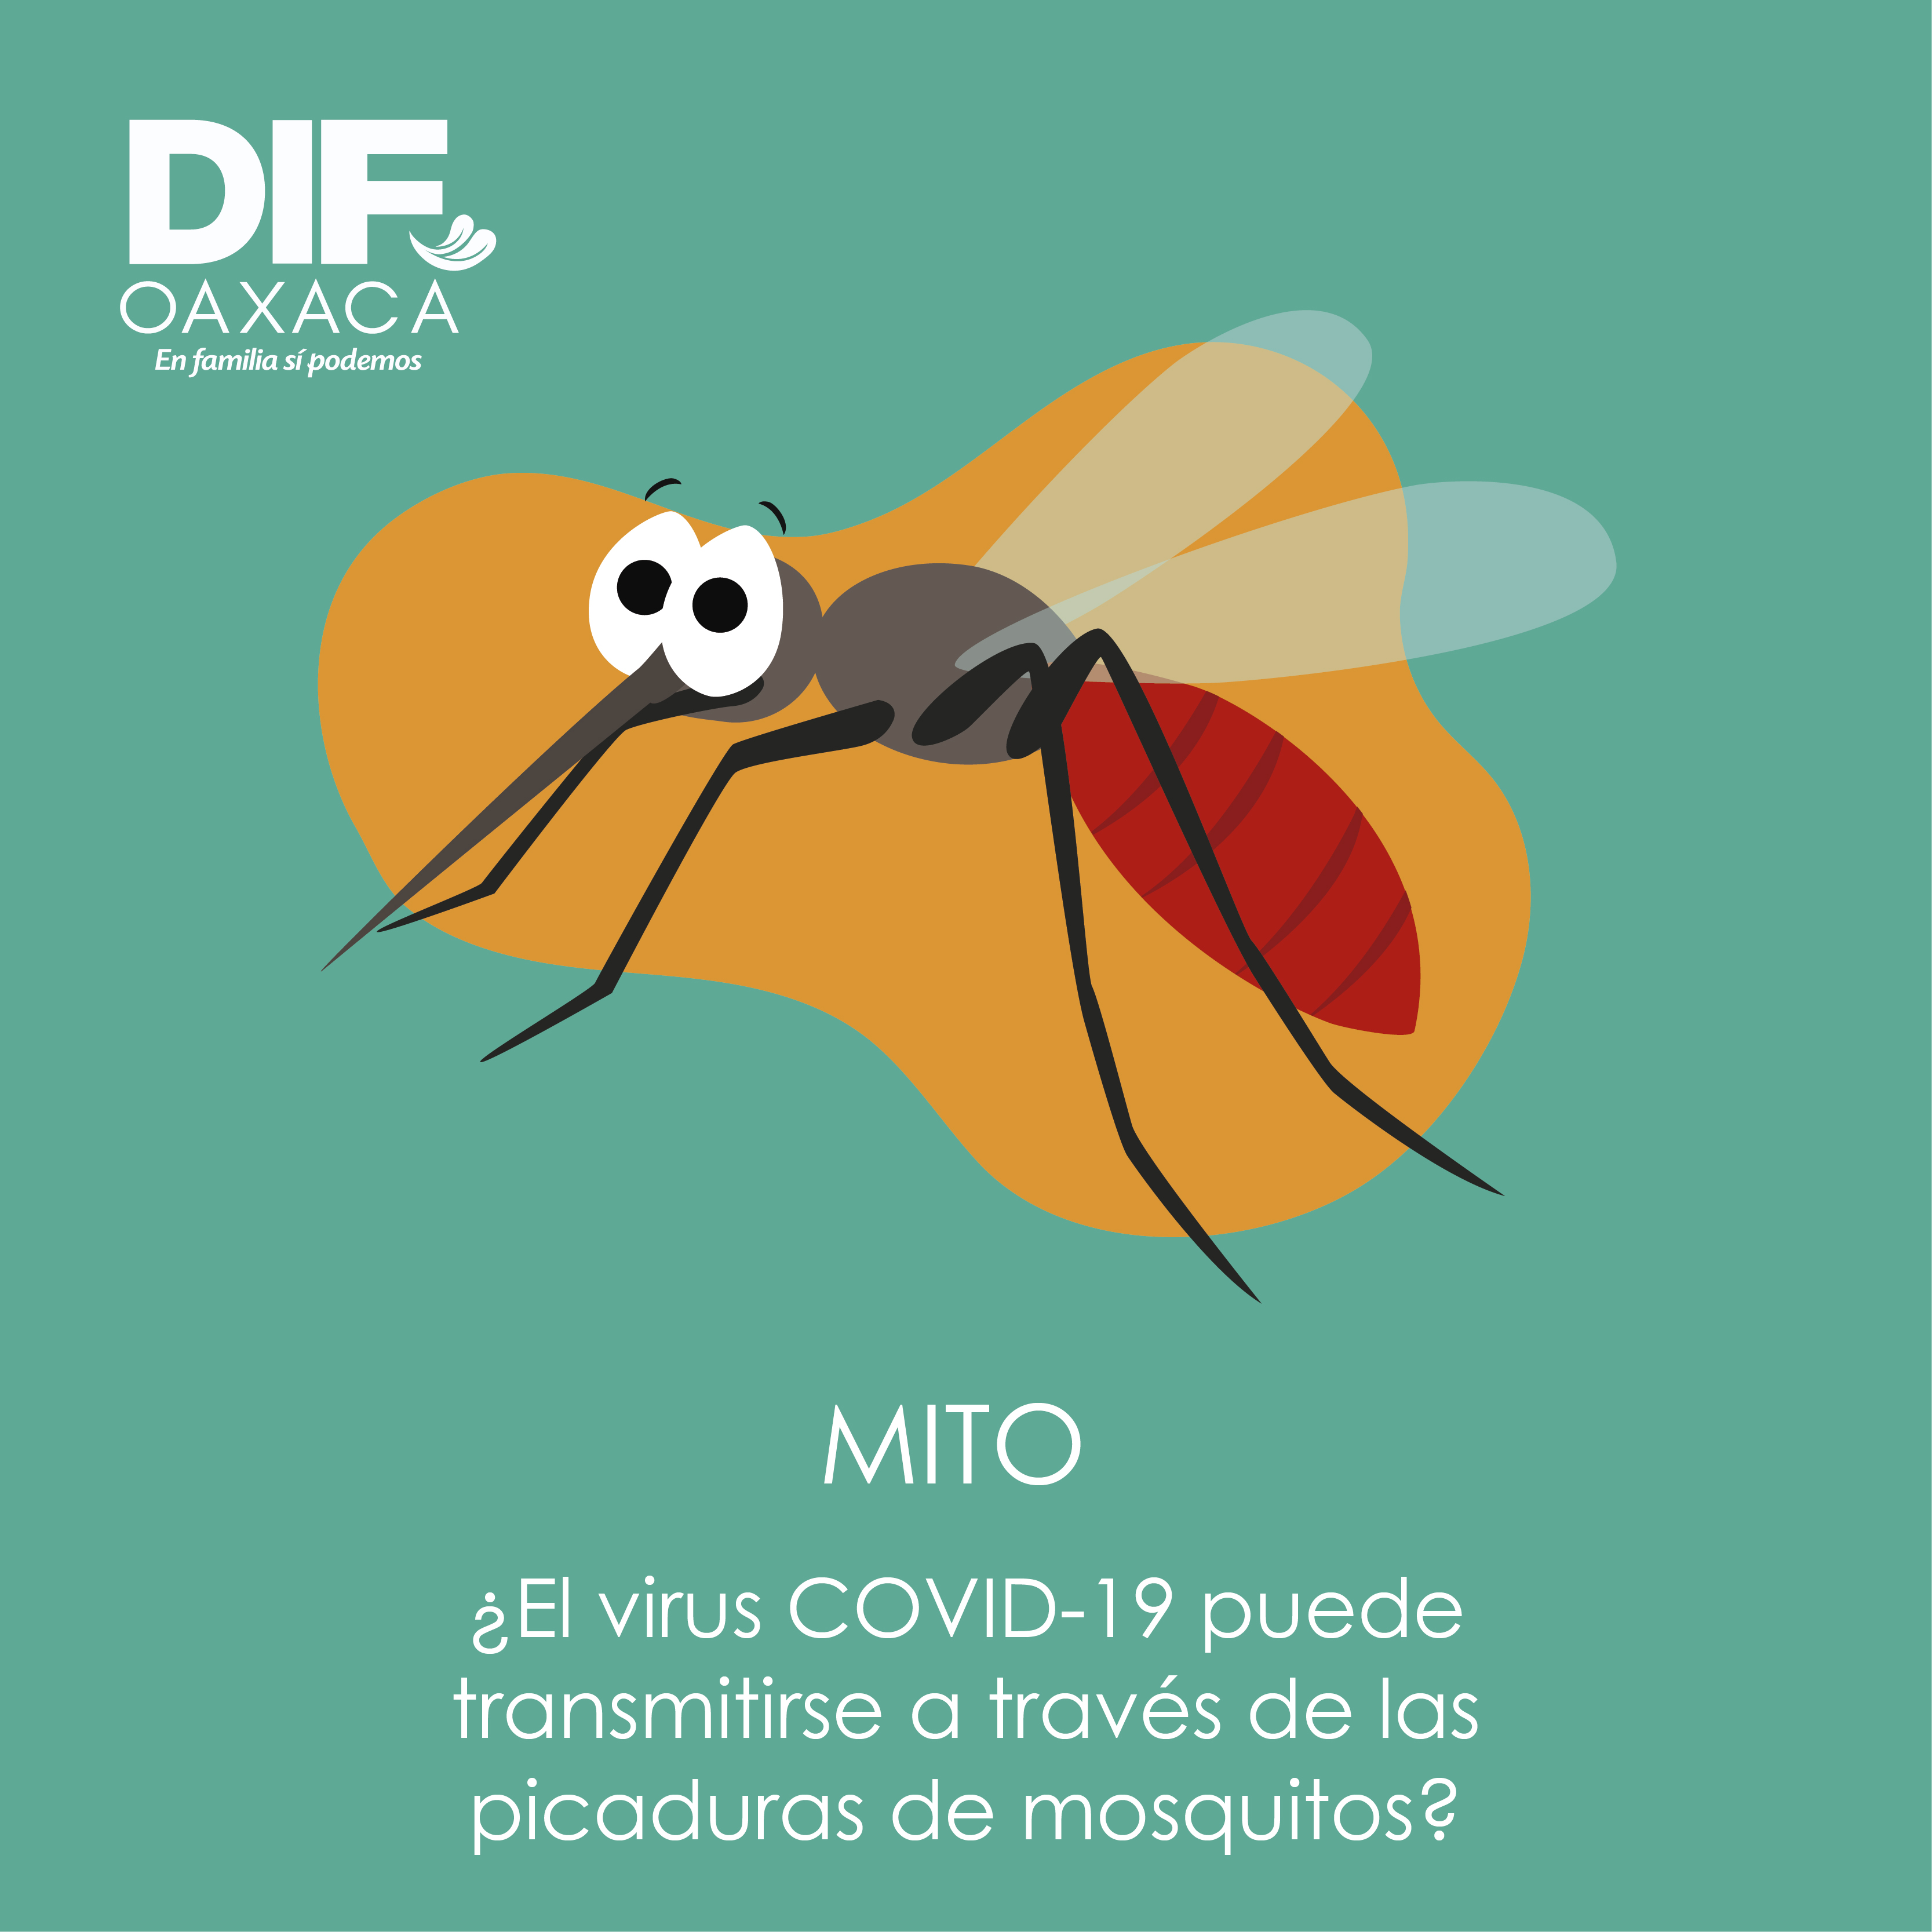 DIF
OAXACA
En familia sí podemos
MITO
¿El virus COVID-19 puede
transmitirse a través de las
picaduras de mosquitos?